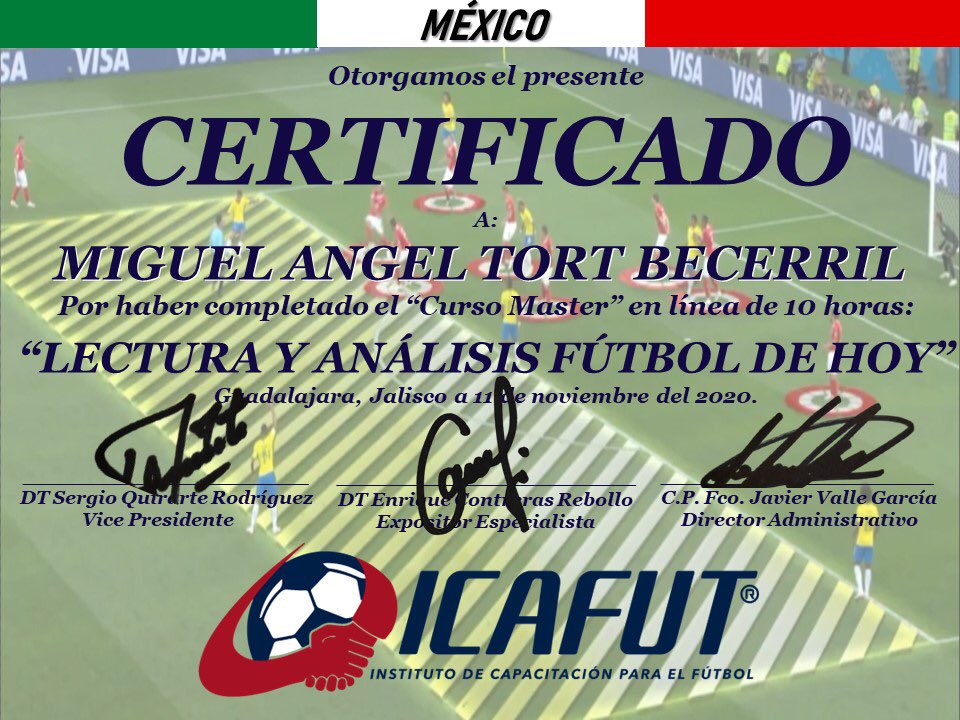 MÉXICO
VISA VISA VISA VISA VISA VISA VISA VISA
Otorgamos el presente
CERTIFICADO
A:
MIGUEL ANGEL TORT BECERRIL
Por haber completado el “Curso Master” en línea de 10 horas:
“LECTURA Y ANÁLISIS FÚTBOL DE HOY”
Guadalajara, Jalisco a 11 de noviembre del 2020.
DT Sergio Quirarte Rodríguez
Vice Presidente
DT Enrique Contreras Rebollo
Expositor Especialista
C.P. Fco. Javier Valle García
Director Administrativo
ICAFUT®
INSTITUTO DE CAPACITACIÓN PARA EL FÚTBOL